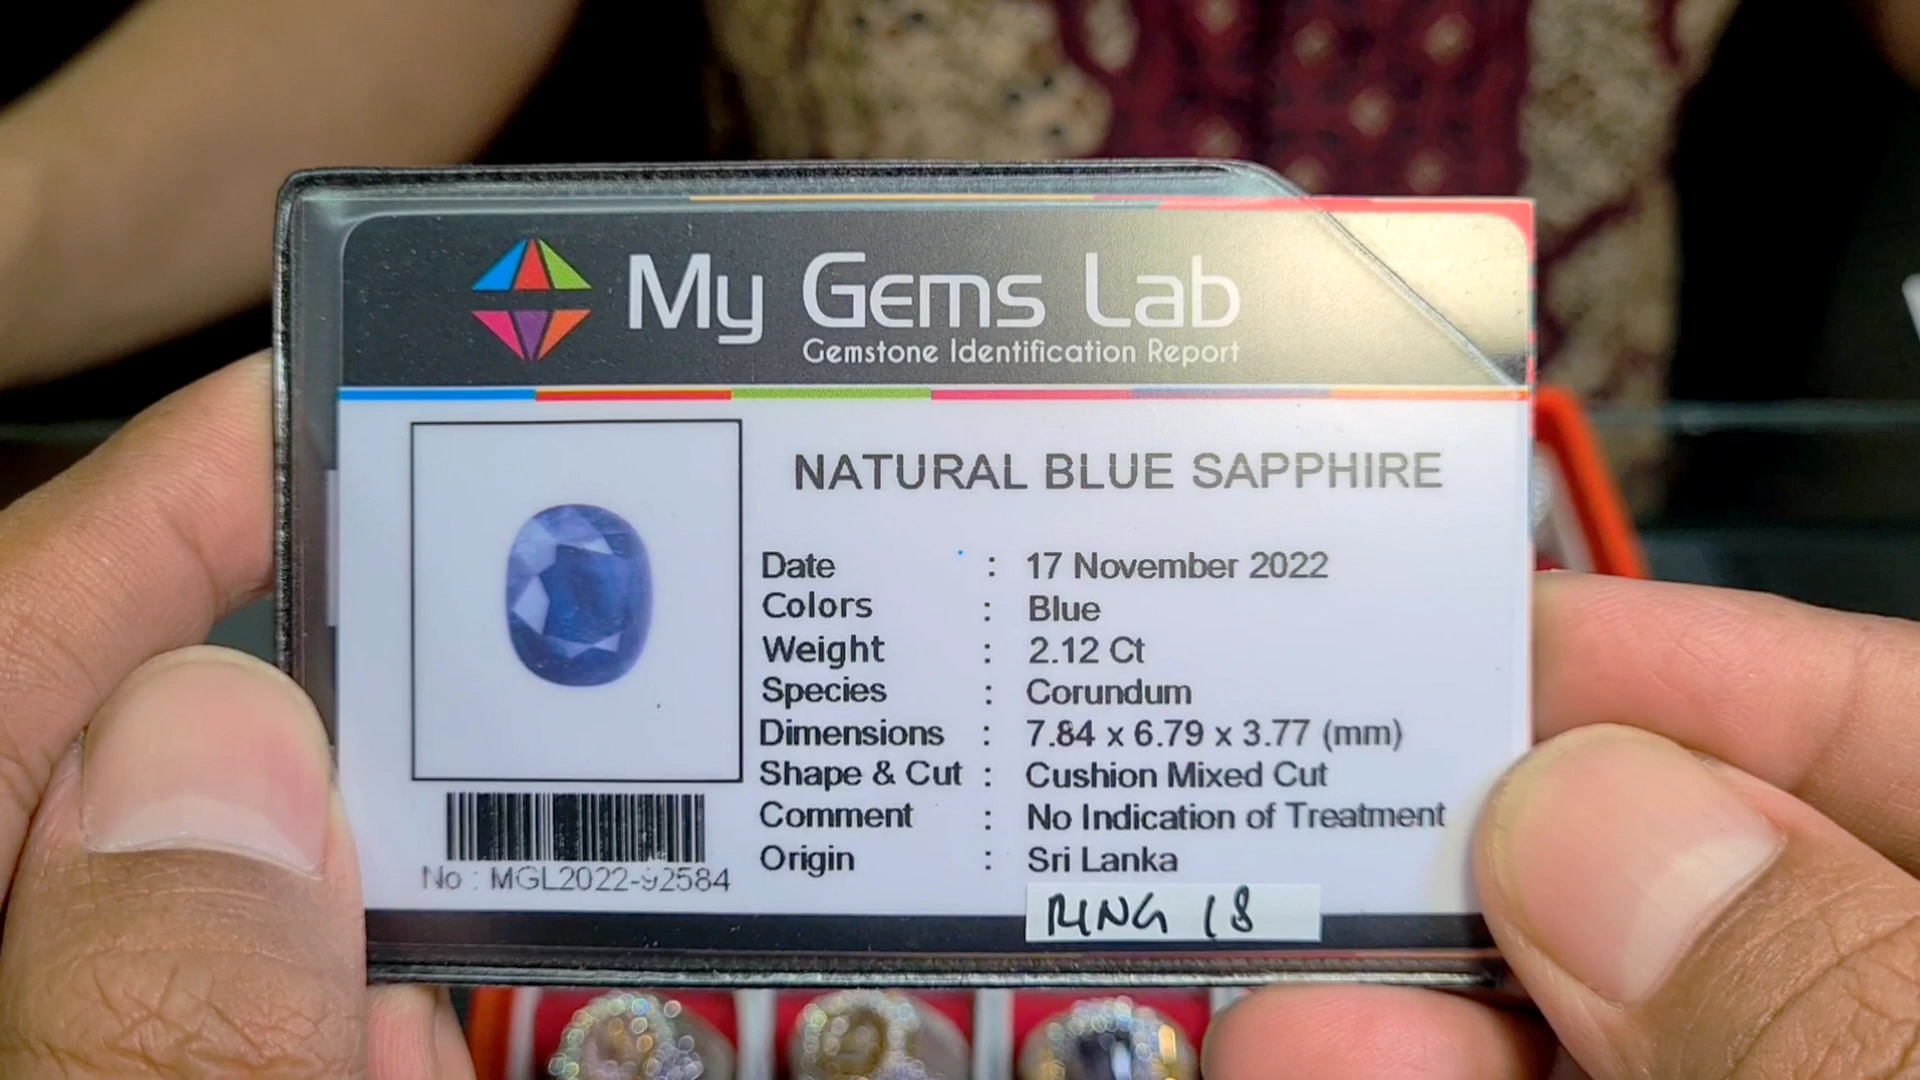 My Gems Lab
Gemstone Identification Report
NATURAL BLUE SAPPHIRE
Date : 17 November 2022
Colors : Blue
Weight : 2.12 Ct
Species : Corundum
Dimensions : 7.84 x 6.79 x 3.77 (mm)
Shape & Cut : Cushion Mixed Cut
Comment : No Indication of Treatment
Origin : Sri Lanka
No : MGL2022-92584
RING 18